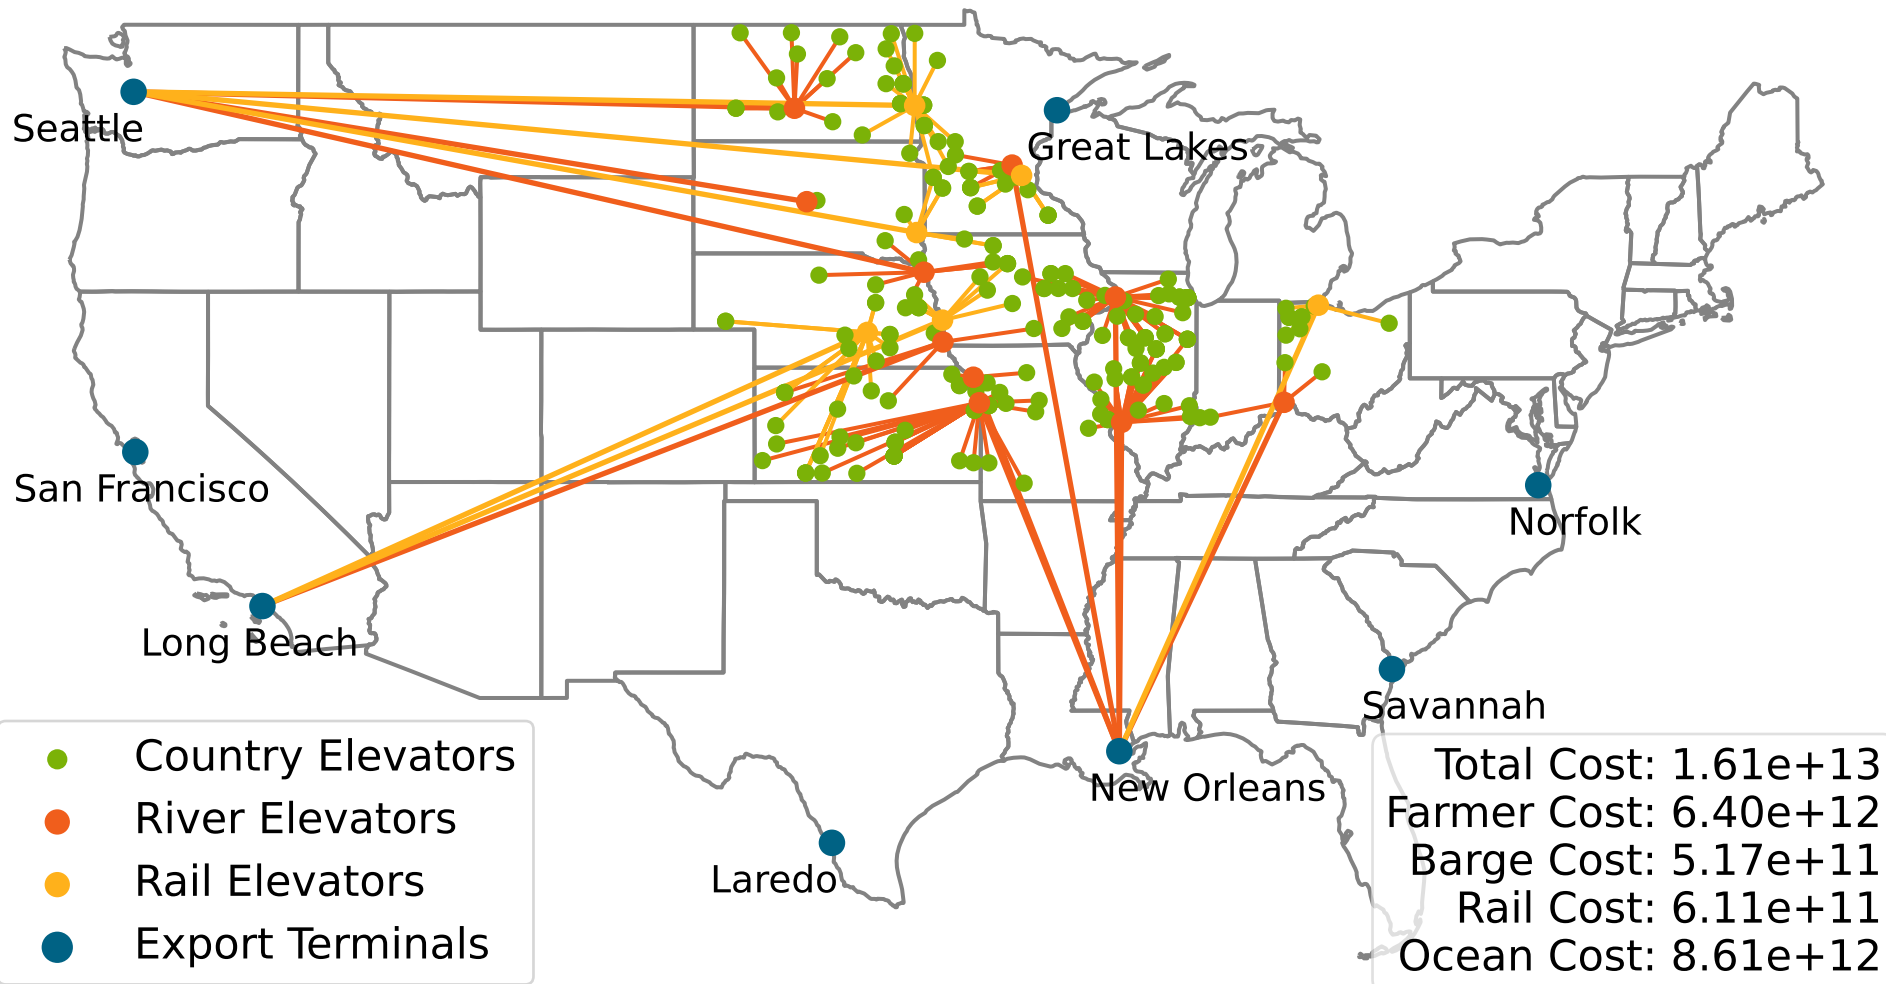 Seattle
Great Lakes
San Francisco
Norfolk
Long Beach
Savannah
New Orleans
Laredo
Country Elevators
River Elevators
Rail Elevators
Export Terminals
Total Cost: 1.61e+13
Farmer Cost: 6.40e+12
Barge Cost: 5.17e+11
Rail Cost: 6.11e+11
Ocean Cost: 8.61e+12